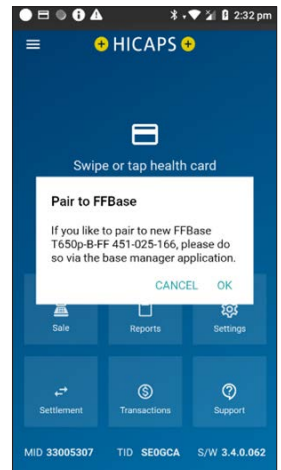 2:32 pm
HICAPS
Swipe or tap health card
Pair to FFBase
If you like to pair to new FFBase
T650p-B-FF 451-025-166, please do
so via the base manager application.
CANCEL OK
Sale Reports Settings
Settlement Transactions Support
MID 33005307 TID SE0GCA S/W 3.4.0.062